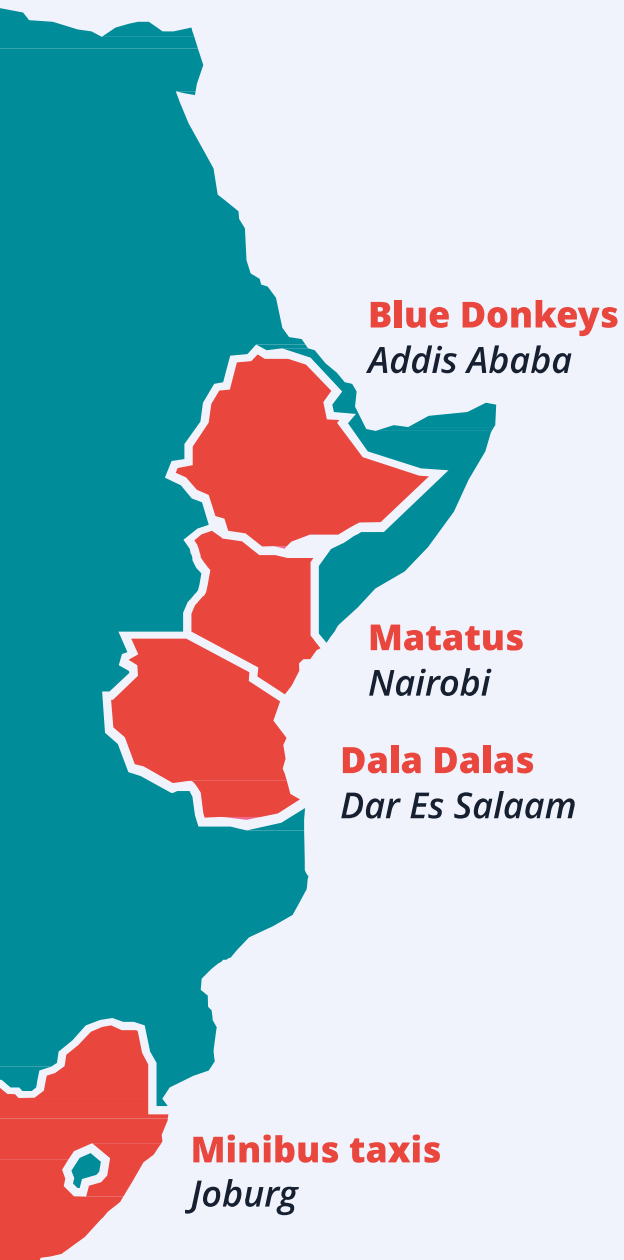 Blue Donkeys
Addis Ababa
Matatus
Nairobi
Dala Dalas
Dar Es Salaam
Minibus taxis
Joburg